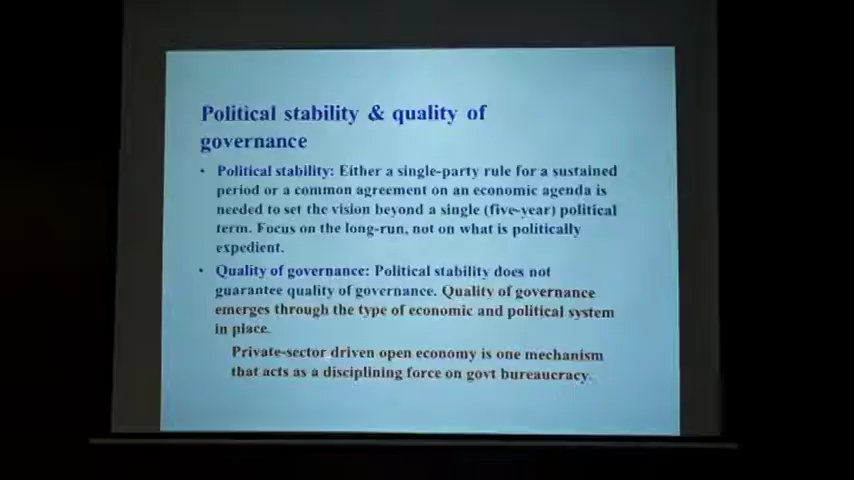 Political stability & quality of
governance
• Political stability: Either a single-party rule for a sustained
period or a common agreement on an economic agenda is
needed to set the vision beyond a single (five-year) political
term. Focus on the long-run, not on what is politically
expedient.
• Quality of governance: Political stability does not
guarantee quality of governance. Quality of governance
emerges through the type of economic and political system
in place.
Private-sector driven open economy is one mechanism
that acts as a disciplining force on govt bureaucracy.